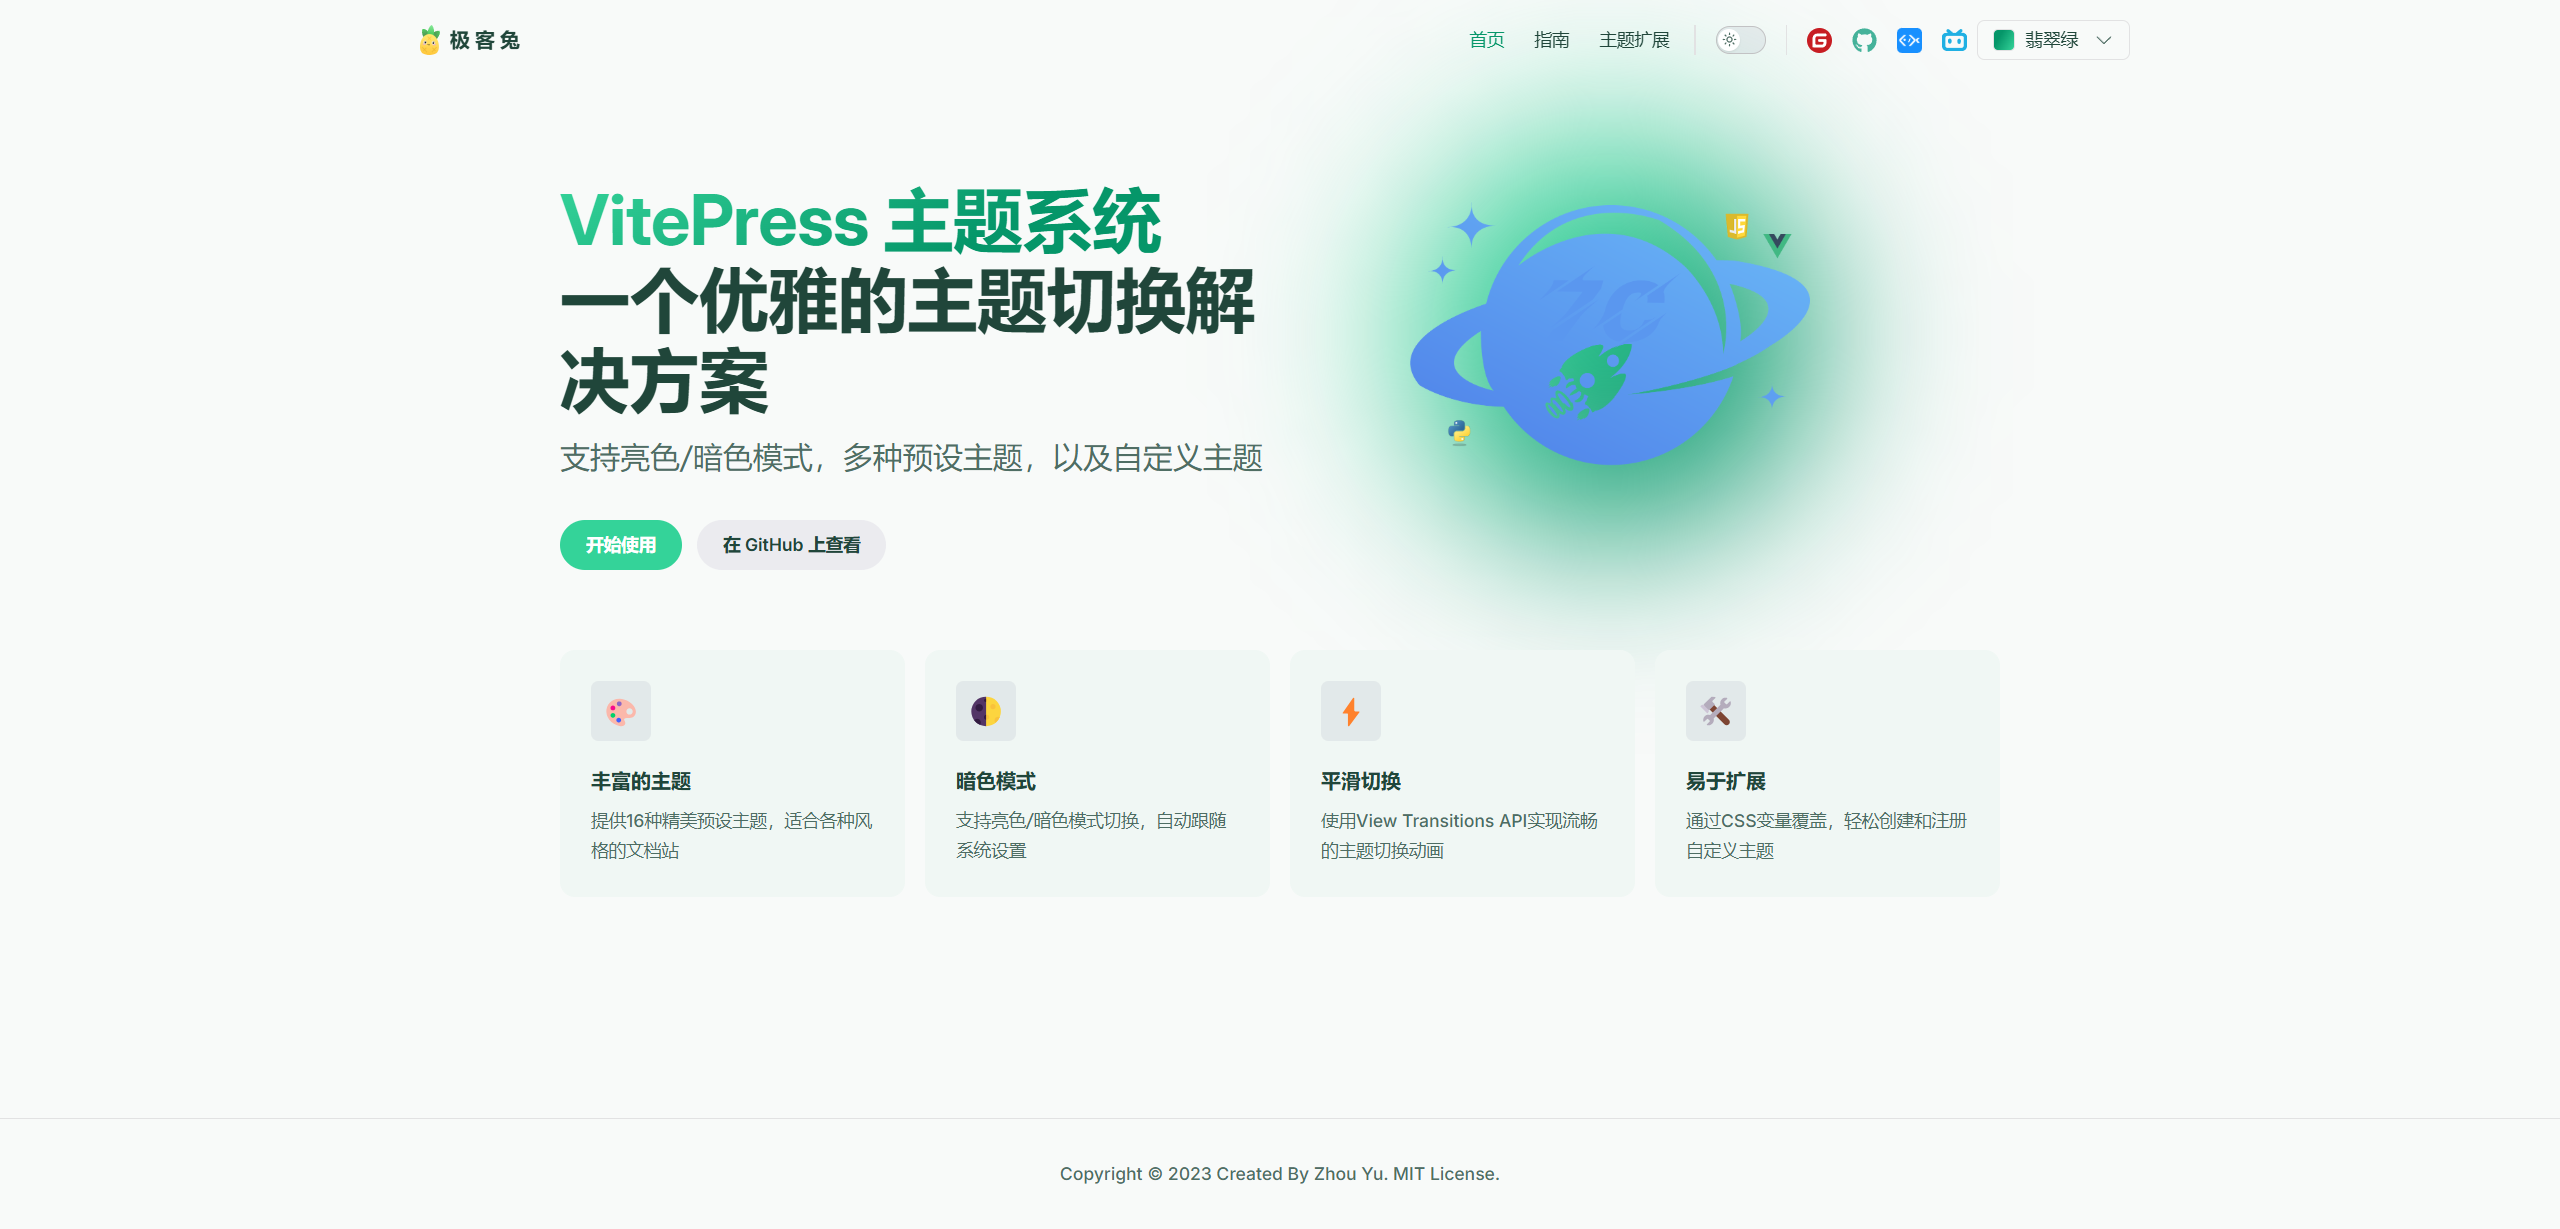 极客兔
首页 指南 主题扩展
翡翠绿
VitePress 主题系统
一个优雅的主题切换解
决方案
支持亮色/暗色模式，多种预设主题，以及自定义主题
开始使用
在 GitHub 上查看
JS
丰富的主题
提供16种精美预设主题，适合各种风
格的文档站
暗色模式
支持亮色/暗色模式切换，自动跟随
系统设置
平滑切换
使用View Transitions API实现流畅
的主题切换动画
易于扩展
通过CSS变量覆盖，轻松创建和注册
自定义主题
Copyright © 2023 Created By Zhou Yu. MIT License.